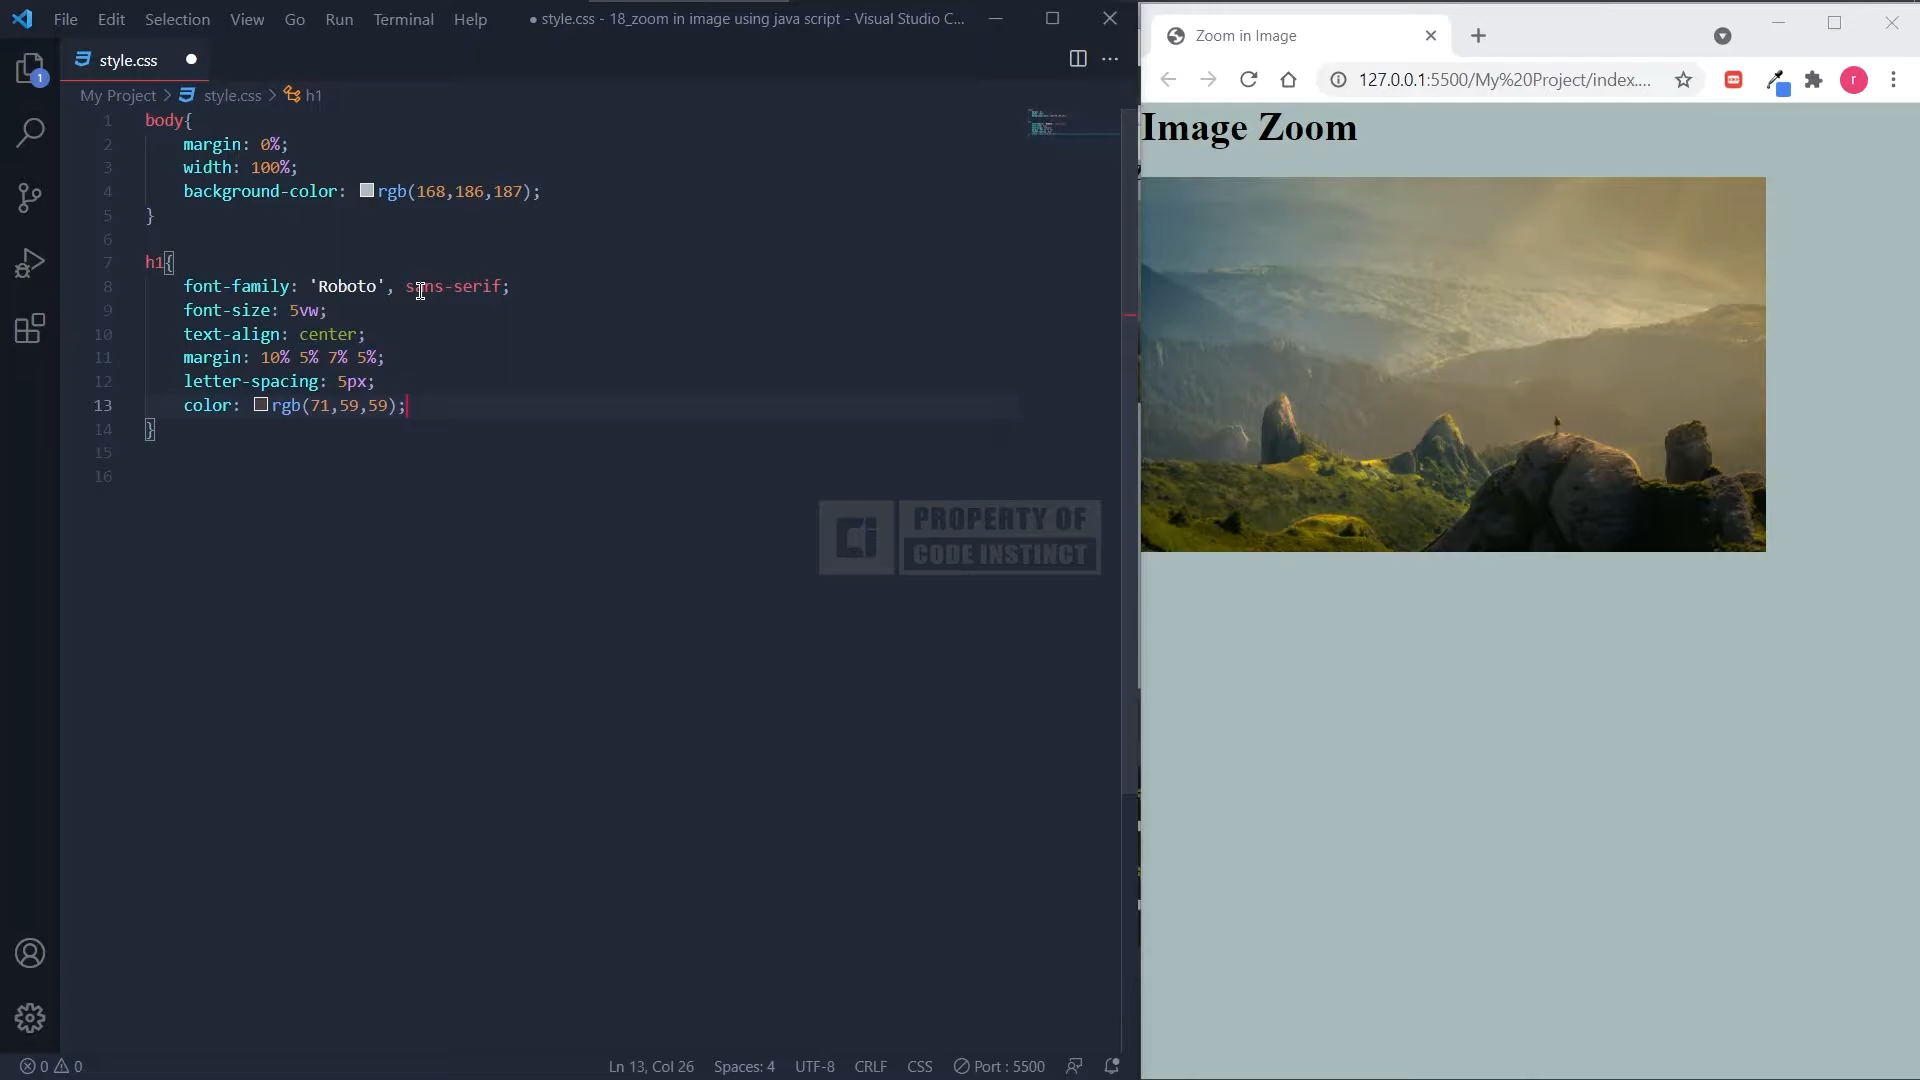 File Edit Selection View Go Run Terminal Help
● style.css - 18_zoom in image using java script - Visual Studio C...
style.css
1
My Project > style.css > h1
1 body{
2 margin: 0%;
3 width: 100%;
4 background-color: rgb(168,186,187);
5 }
6
7 h1{
8 font-family: 'Roboto', sans-serif;
9 font-size: 5vw;
10 text-align: center;
11 margin: 10% 5% 7% 5%;
12 letter-spacing: 5px;
13 color: rgb(71,59,59);
14 }
15
16
PROPERTY OF
CODE INSTINCT
0 0
Ln 13, Col 26 Spaces: 4 UTF-8 CRLF CSS Port : 5500
Zoom in Image
127.0.0.1:5500/My%20Project/index....
r
Image Zoom